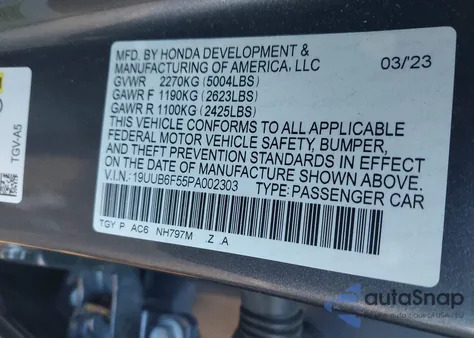 MFD. BY HONDA DEVELOPMENT &
MANUFACTURING OF AMERICA, LLC 03/23
GVWR 2270KG (5004LBS)
GAWR F 1190KG (2623LBS)
GAWR R 1100KG (2425LBS)
THIS VEHICLE CONFORMS TO ALL APPLICABLE
FEDERAL MOTOR VEHICLE SAFETY, BUMPER,
AND THEFT PREVENTION STANDARDS IN EFFECT
ON THE DATE OF MANUFACTURE SHOWN ABOVE.
V.I.N.: 19UUB6F55PA002303 TYPE: PASSENGER CAR
TGY P AC6 NH797M .Z .A
TGV-A5
autoSnap